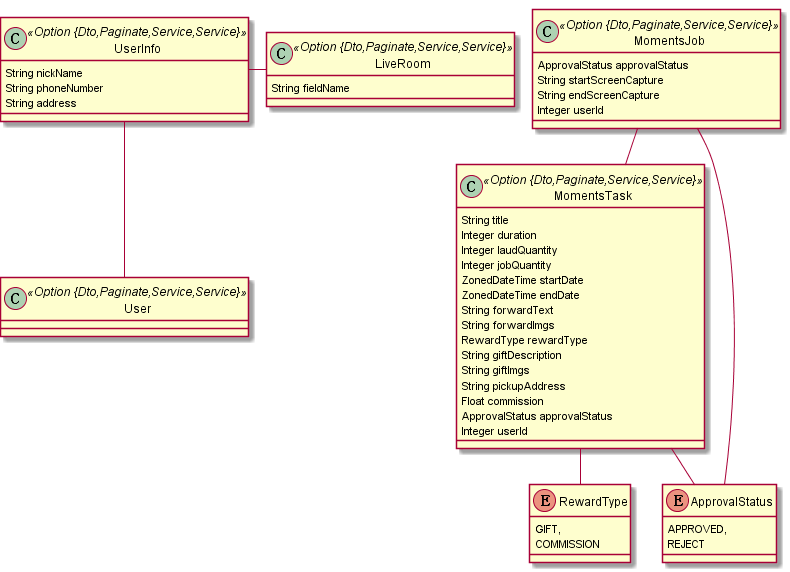 C
«Option {Dto,Paginate,Service,Service}»
UserInfo
String nickName
String phoneNumber
String address
C
«Option {Dto,Paginate,Service,Service}»
LiveRoom
String fieldName
C
«Option {Dto,Paginate,Service,Service}»
MomentsJob
ApprovalStatus approvalStatus
String startScreenCapture
String endScreenCapture
Integer userId
C
«Option {Dto,Paginate,Service,Service}»
MomentsTask
String title
Integer duration
Integer laudQuantity
Integer jobQuantity
ZonedDateTime startDate
ZonedDateTime endDate
String forwardText
String forwardImgs
RewardType rewardType
String giftDescription
String giftImgs
String pickupAddress
Float commission
ApprovalStatus approvalStatus
Integer userId
C
«Option {Dto,Paginate,Service,Service}»
User
E RewardType
GIFT,
COMMISSION
E ApprovalStatus
APPROVED,
REJECT